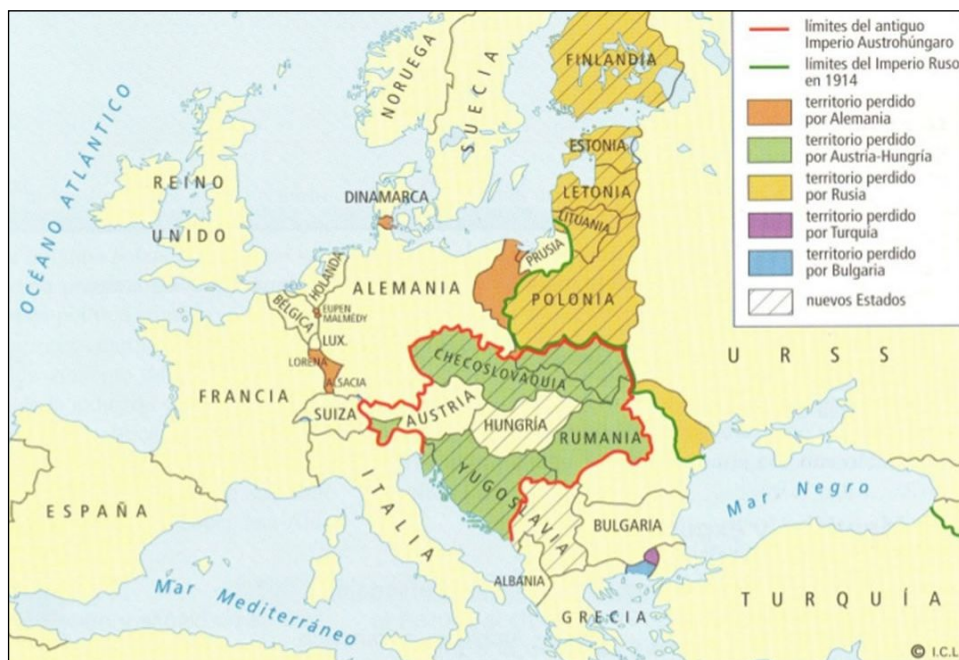 NORUEGA
SUECIA
FINLANDIA
OCÉANO ATLÁNTICO
REINO
UNIDO
DINAMARCA
ESTONIA
LETONIA
LITUANIA
PRUSIA
HOLANDA
BÉLGICA
ALEMANIA
POLONIA
EUPEN
MALMÉDY
LUX.
LORENA
ALSACIA
FRANCIA
SUIZA
AUSTRIA
CHECOSLOVAQUIA
HUNGRÍA
RUMANIA
URSS
YUGOSLAVIA
ITALIA
ESPAÑA
BULGARIA
Mar Negro
ALBANIA
Mar Mediterráneo
GRECIA
TURQUÍA
límites del antiguo
Imperio Austrohúngaro
límites del Imperio Ruso
en 1914
territorio perdido
por Alemania
territorio perdido
por Austria-Hungría
territorio perdido
por Rusia
territorio perdido
por Turquia
territorio perdido
por Bulgaria
nuevos Estados
© I.C.L